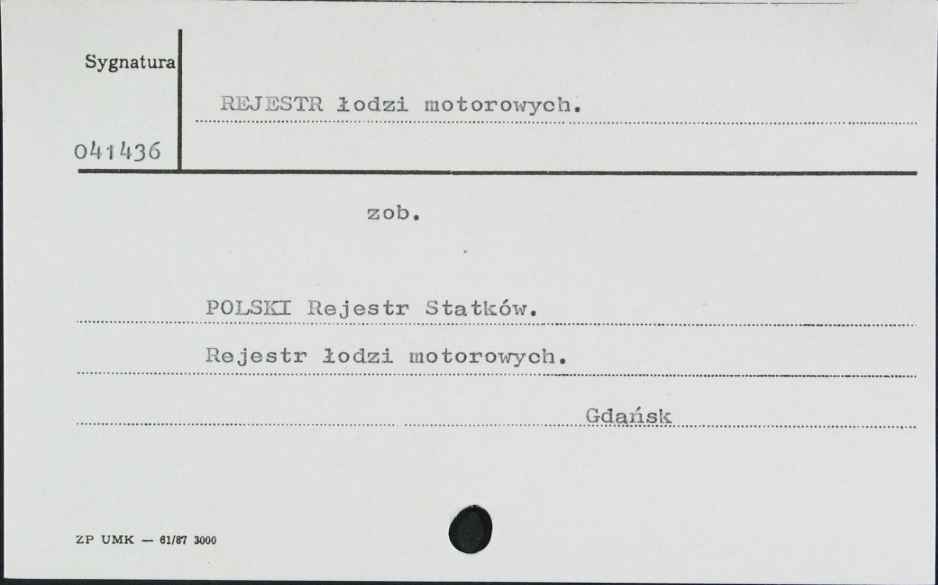 Sygnatura
REJESTR łodzi motorowych.
041436
zob.
POLSKI Rejestr Statków.
Rejestr łodzi motorowych.
Gdańsk
ZP UMK — 61/87 3000